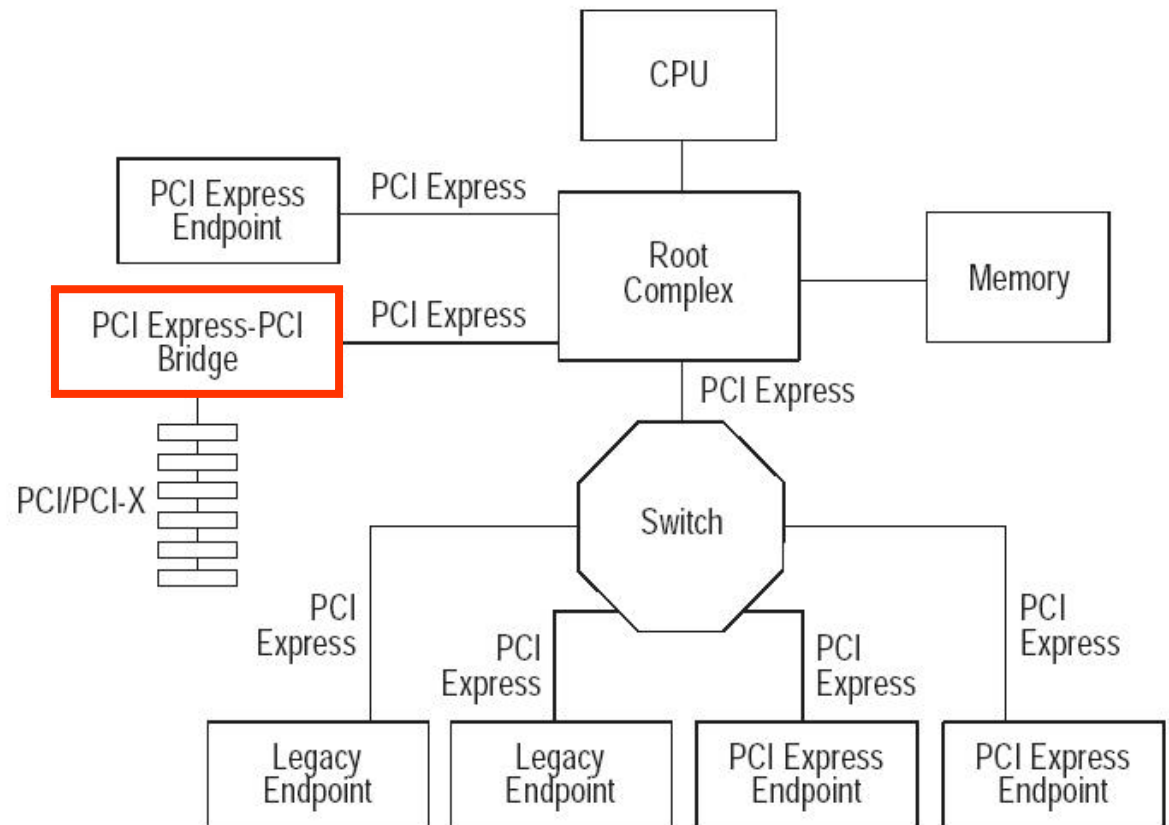 CPU
PCI Express
Endpoint
PCI Express
Root
Complex
Memory
PCI Express-PCI
Bridge
PCI Express
PCI Express
PCI/PCI-X
Switch
PCI
Express
PCI
Express
PCI
Express
PCI
Express
Legacy
Endpoint
Legacy
Endpoint
PCI Express
Endpoint
PCI Express
Endpoint